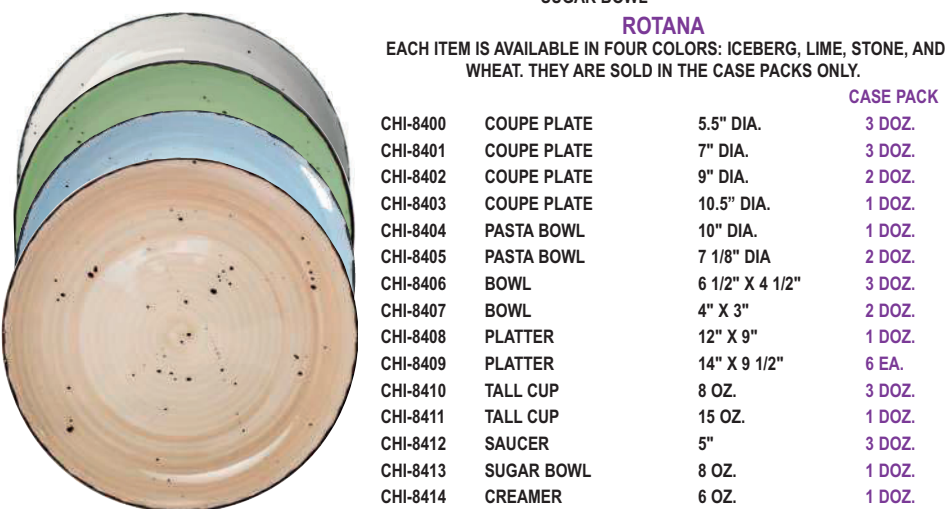 SUGAR BOWL
ROTANA
EACH ITEM IS AVAILABLE IN FOUR COLORS: ICEBERG, LIME, STONE, AND
WHEAT. THEY ARE SOLD IN THE CASE PACKS ONLY.
CASE PACK
CHI-8400 COUPE PLATE 5.5" DIA. 3 DOZ.
CHI-8401 COUPE PLATE 7" DIA. 3 DOZ.
CHI-8402 COUPE PLATE 9" DIA. 2 DOZ.
CHI-8403 COUPE PLATE 10.5” DIA. 1 DOZ.
CHI-8404 PASTA BOWL 10" DIA. 1 DOZ.
CHI-8405 PASTA BOWL 7 1/8" DIA 2 DOZ.
CHI-8406 BOWL 6 1/2" X 4 1/2" 3 DOZ.
CHI-8407 BOWL 4" X 3" 2 DOZ.
CHI-8408 PLATTER 12" X 9" 1 DOZ.
CHI-8409 PLATTER 14" X 9 1/2" 6 EA.
CHI-8410 TALL CUP 8 OZ. 3 DOZ.
CHI-8411 TALL CUP 15 OZ. 1 DOZ.
CHI-8412 SAUCER 5" 3 DOZ.
CHI-8413 SUGAR BOWL 8 OZ. 1 DOZ.
CHI-8414 CREAMER 6 OZ. 1 DOZ.